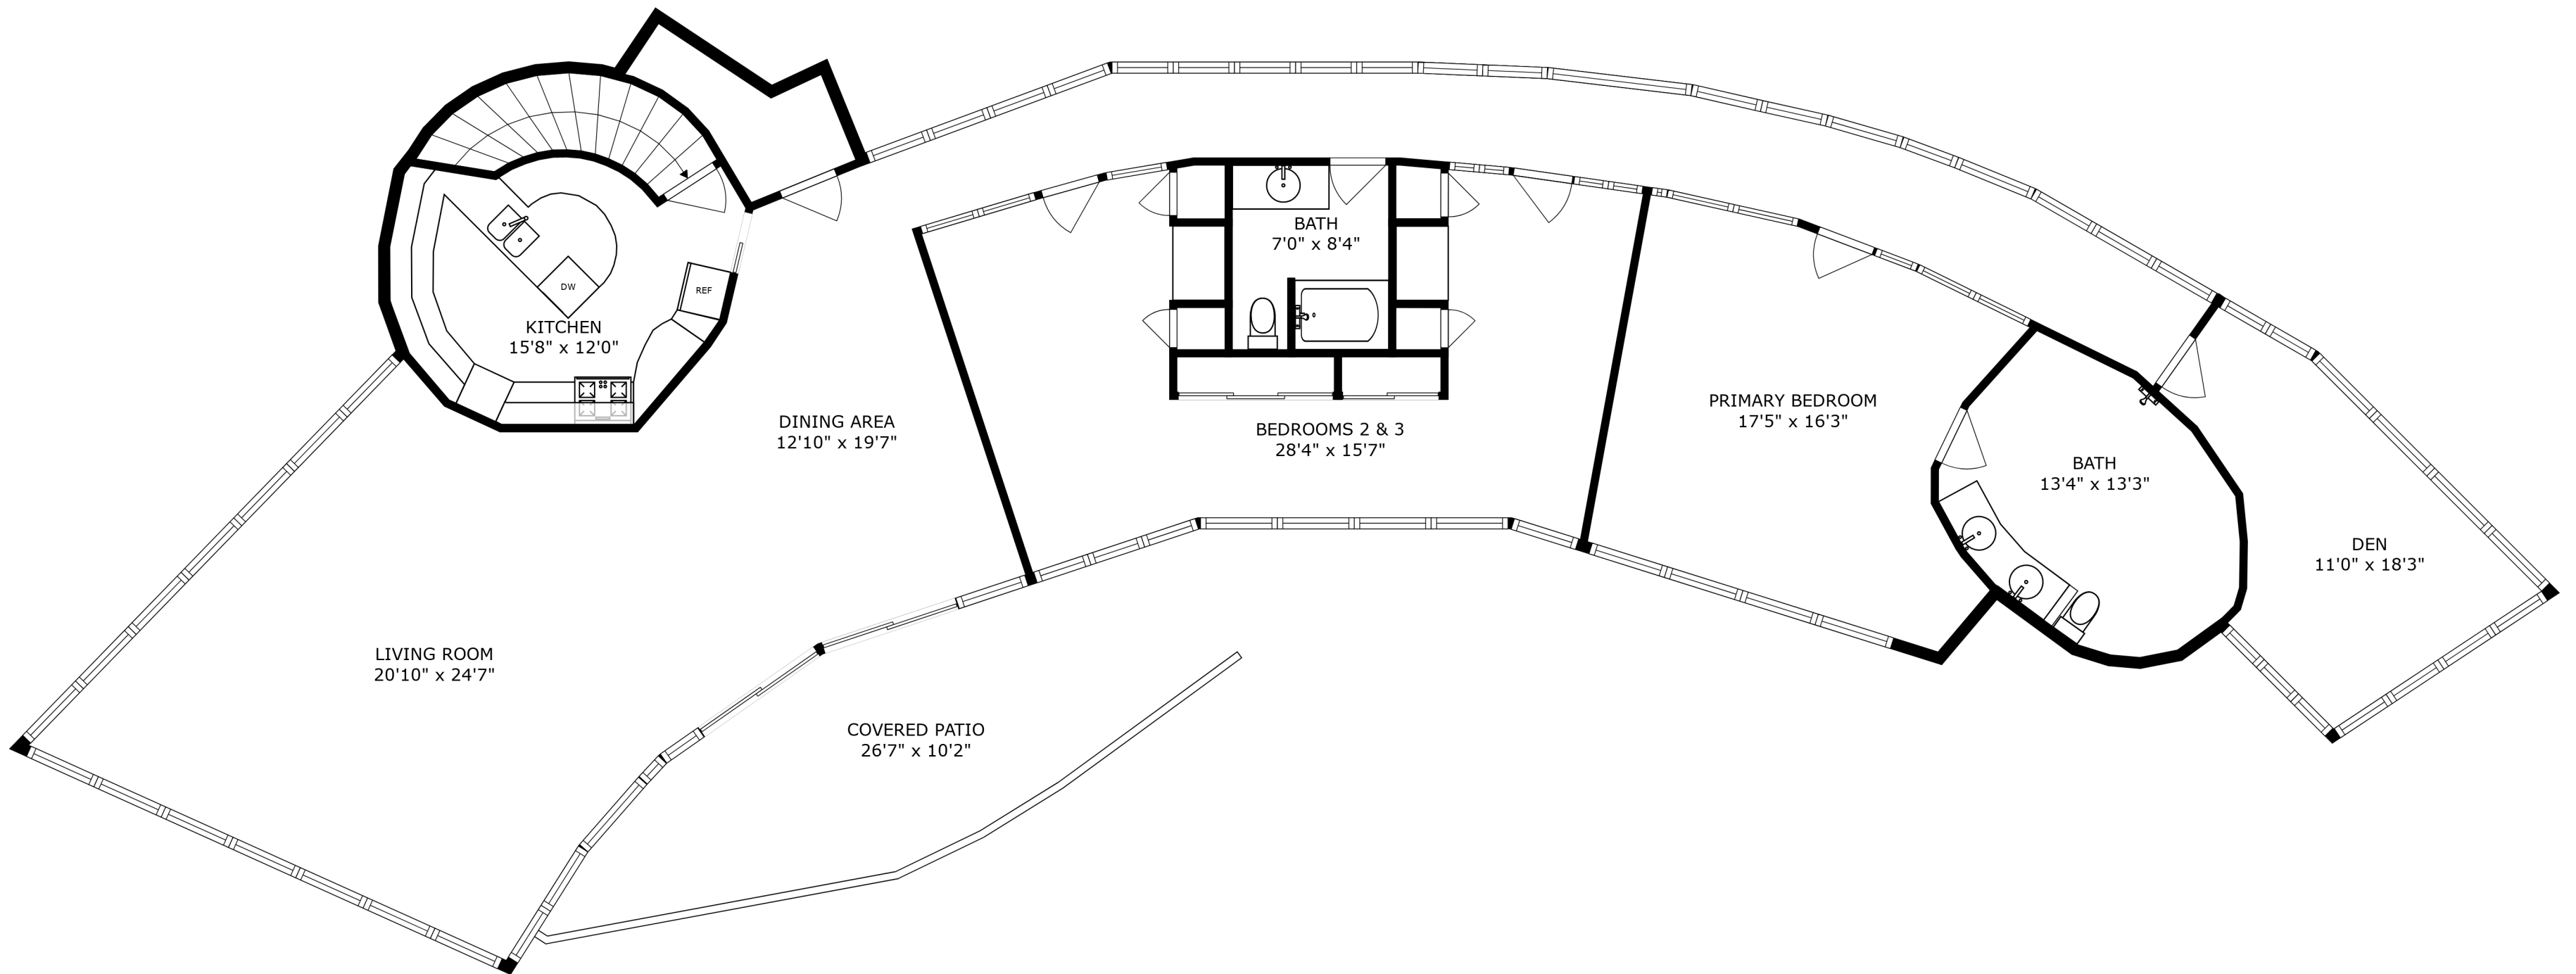 BATH
7'0" x 8'4"
DW
REF
KITCHEN
15'8" x 12'0"
DINING AREA
12'10" x 19'7"
BEDROOMS 2 & 3
28'4" x 15'7"
PRIMARY BEDROOM
17'5" x 16'3"
BATH
13'4" x 13'3"
DEN
11'0" x 18'3"
LIVING ROOM
20'10" x 24'7"
COVERED PATIO
26'7" x 10'2"